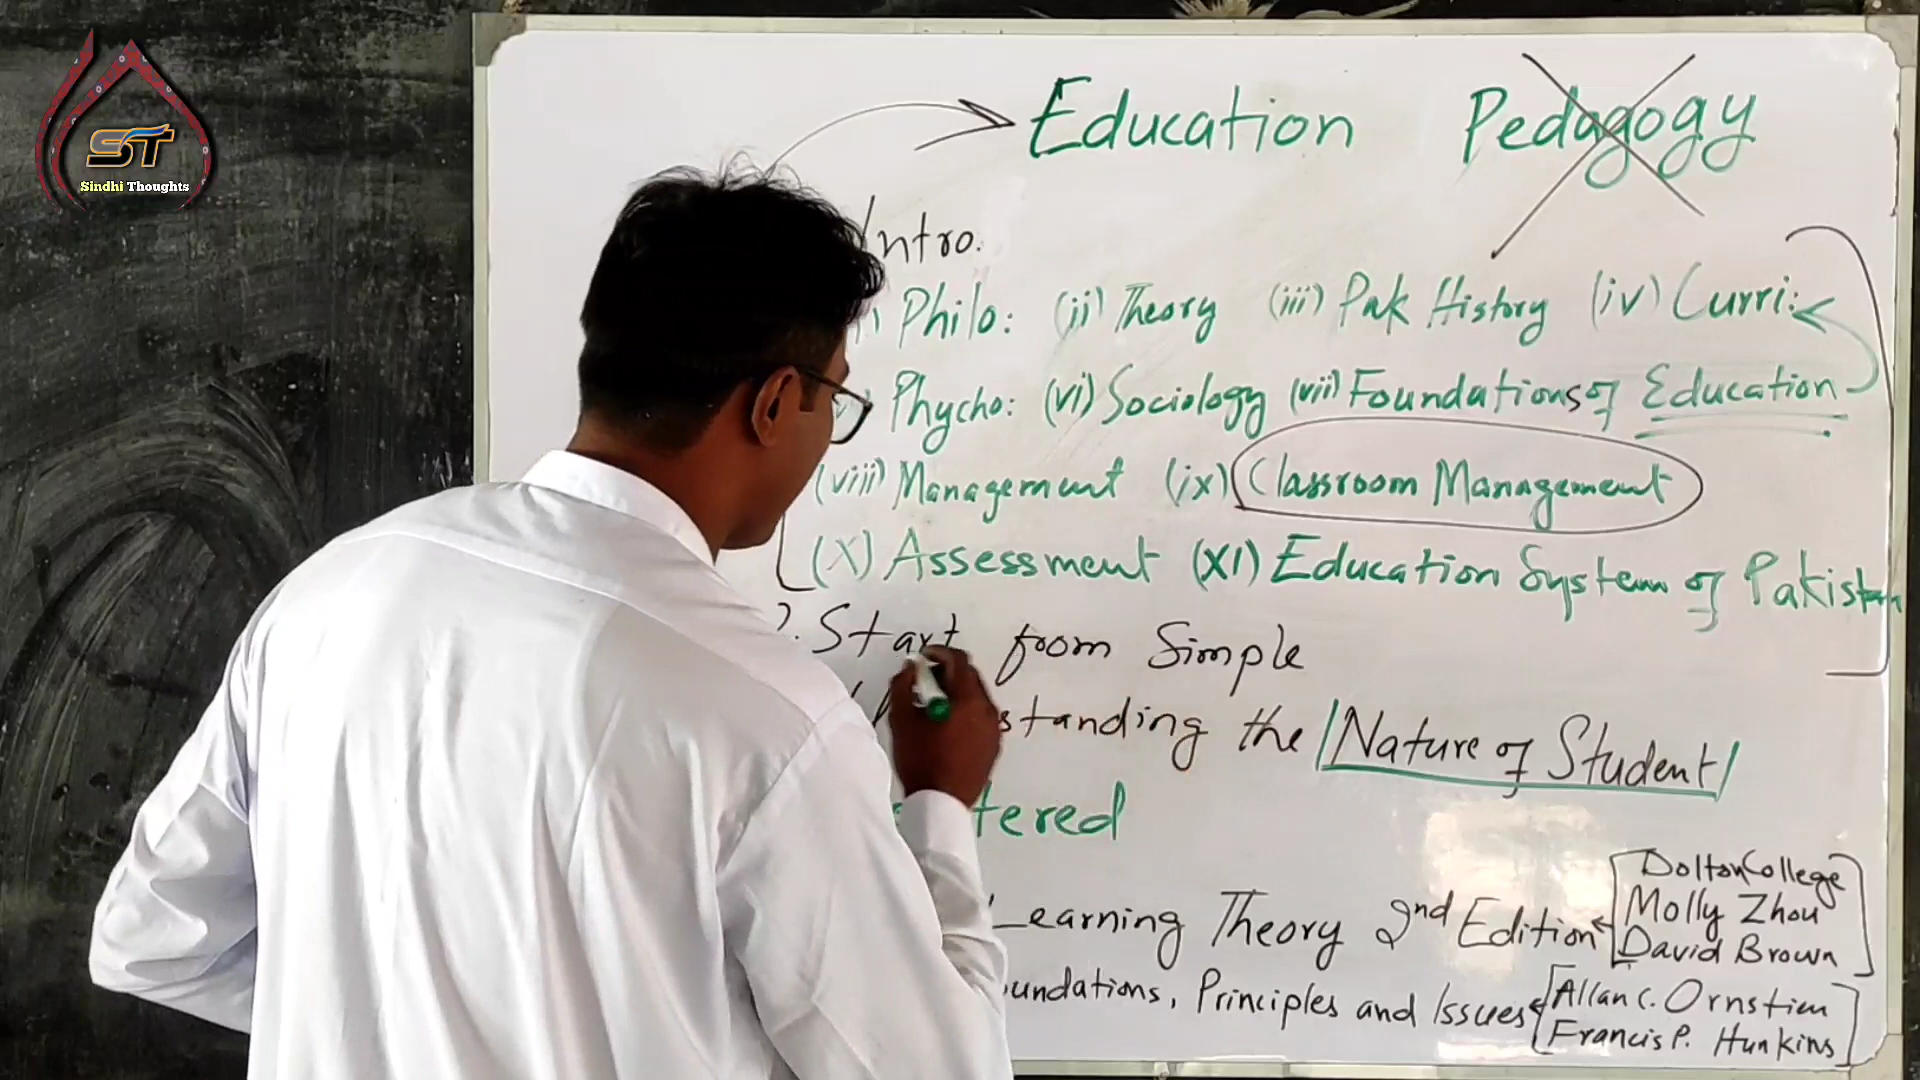 ST
Sindhi Thoughts
Education Pedagogy
Intro.
Philo: (ii) Theory (iii) Pak History (iv) Curri:
Phycho: (vi) Sociology (vii) Foundations of Education
(viii) Management (ix) Classroom Management
(X) Assessment (XI) Education System of Pakistan
2. Start from Simple
standing the Nature of Student
tered
Learning Theory 2nd Edition
Dolton College
Molly Zhou
David Brown
undations, Principles and Issues
Allan C. Ornstien
Francis P. Hunkins